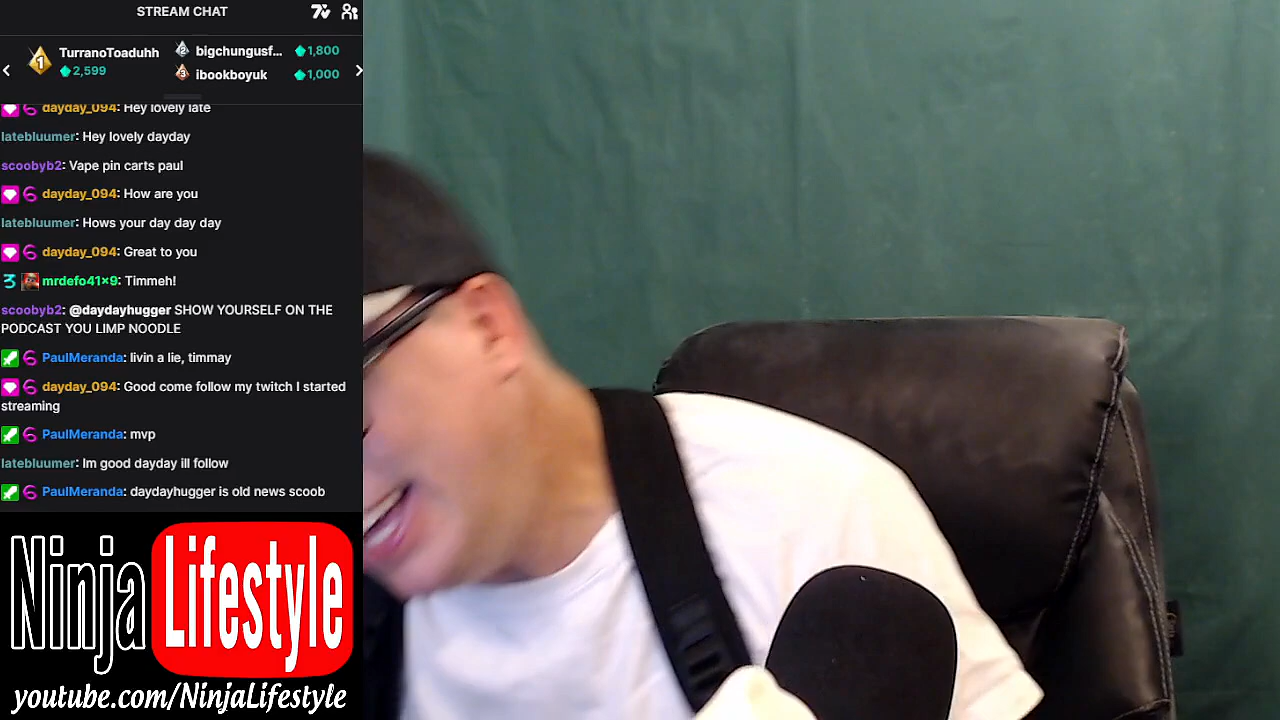 STREAM CHAT
1
TurranoToaduhh
2,599
2
bigchungusf...
1,800
3
ibookboyuk
1,000
dayday_094: Hey lovely late
latebluumer: Hey lovely dayday
scoobyb2: Vape pin carts paul
dayday_094: How are you
latebluumer: Hows your day day day
dayday_094: Great to you
mrdefo41x9: Timmeh!
scoobyb2: @daydayhugger SHOW YOURSELF ON THE
PODCAST YOU LIMP NOODLE
PaulMeranda: livin a lie, timmay
dayday_094: Good come follow my twitch I started
streaming
PaulMeranda: mvp
latebluumer: Im good dayday ill follow
PaulMeranda: daydayhugger is old news scoob
Ninja Lifestyle
youtube.com/NinjaLifestyle